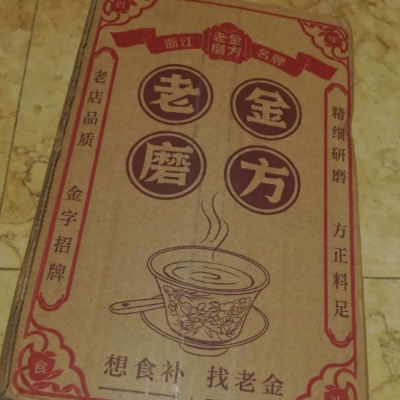 浙江
老金
磨方
名牌
老金
磨方
老店品质 金字招牌
精细研磨 方正料足
想食补 找老金
食